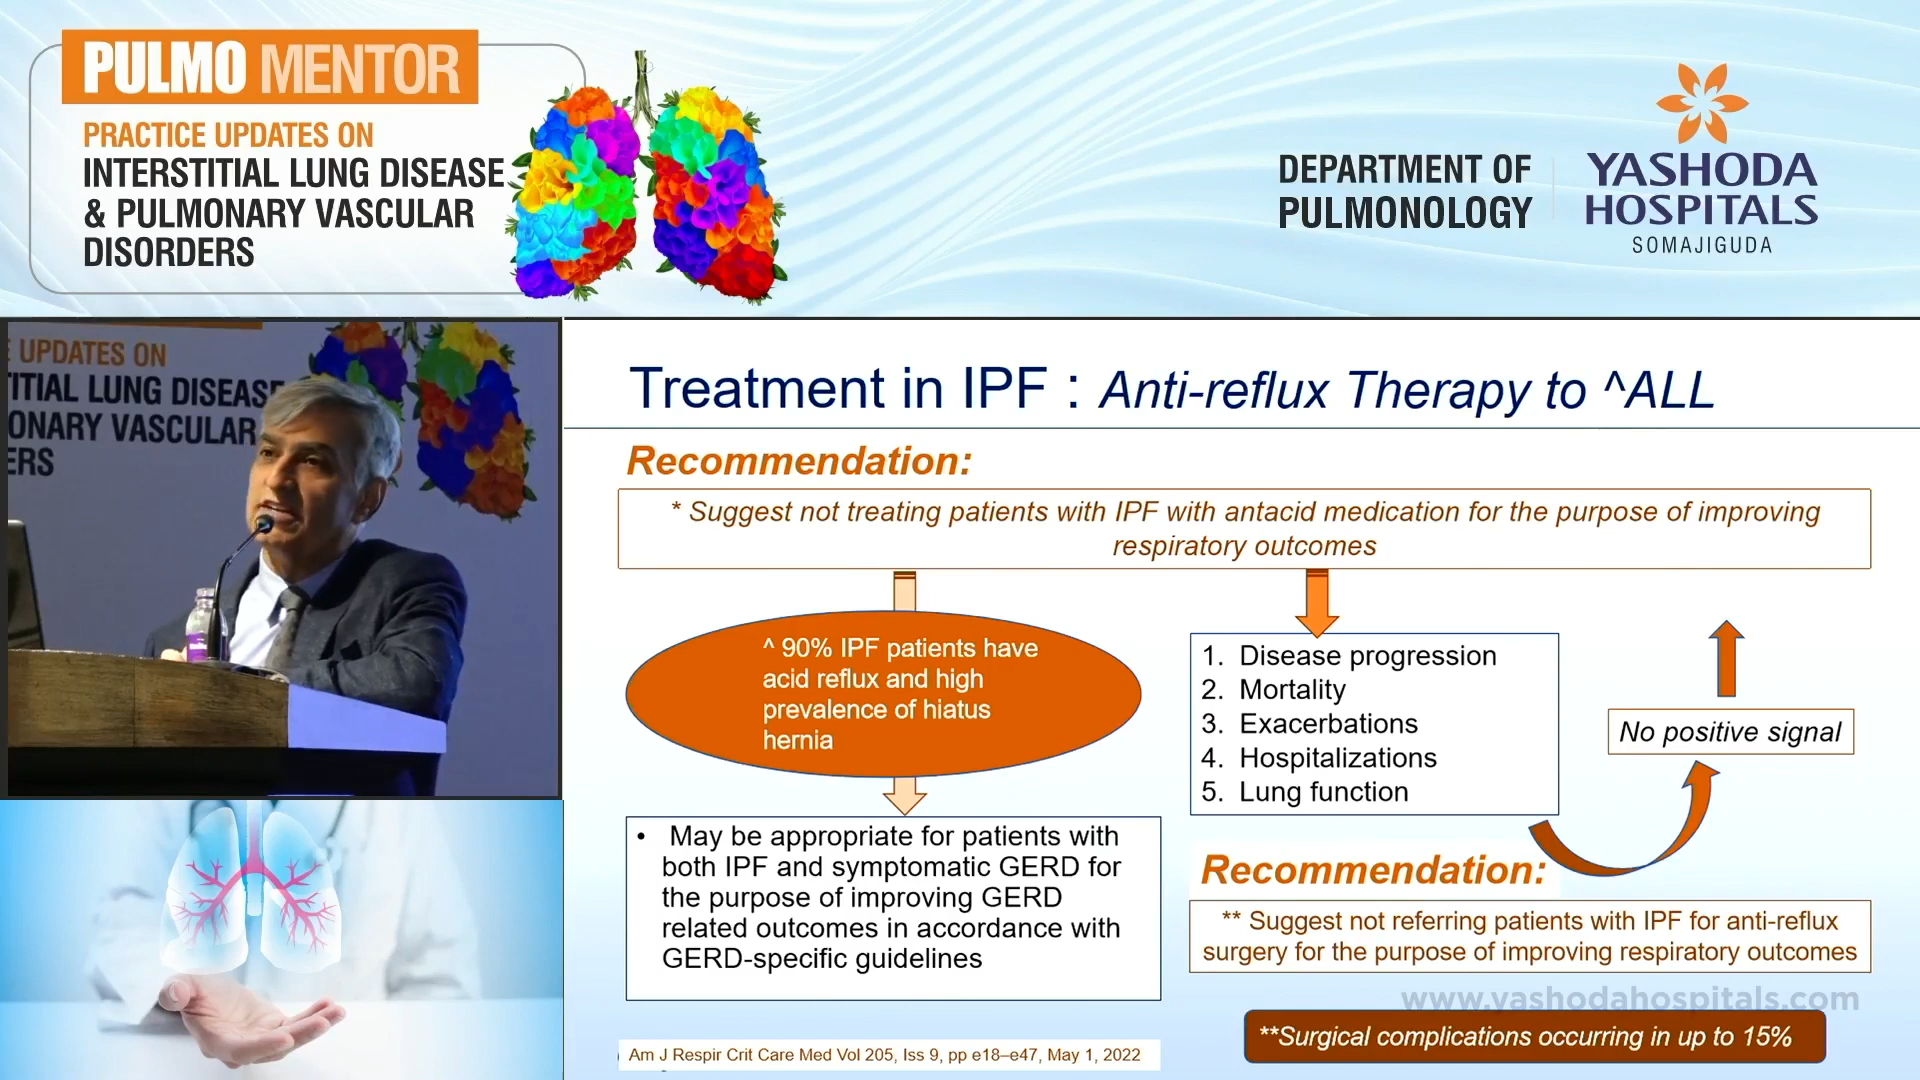 PULMO MENTOR
PRACTICE UPDATES ON
INTERSTITIAL LUNG DISEASE
& PULMONARY VASCULAR
DISORDERS
DEPARTMENT OF
PULMONOLOGY
YASHODA
HOSPITALS
SOMAJIGUDA
UPDATES ON
ITIAL LUNG DISEASE
ONARY VASCULAR
ERS
Treatment in IPF : Anti-reflux Therapy to ^ALL
Recommendation:
* Suggest not treating patients with IPF with antacid medication for the purpose of improving
respiratory outcomes
^ 90% IPF patients have
acid reflux and high
prevalence of hiatus
hernia
• May be appropriate for patients with
both IPF and symptomatic GERD for
the purpose of improving GERD
related outcomes in accordance with
GERD-specific guidelines
1. Disease progression
2. Mortality
3. Exacerbations
4. Hospitalizations
5. Lung function
No positive signal
Recommendation:
** Suggest not referring patients with IPF for anti-reflux
surgery for the purpose of improving respiratory outcomes
www.yashodahospitals.com
**Surgical complications occurring in up to 15%
Am J Respir Crit Care Med Vol 205, Iss 9, pp e18–e47, May 1, 2022